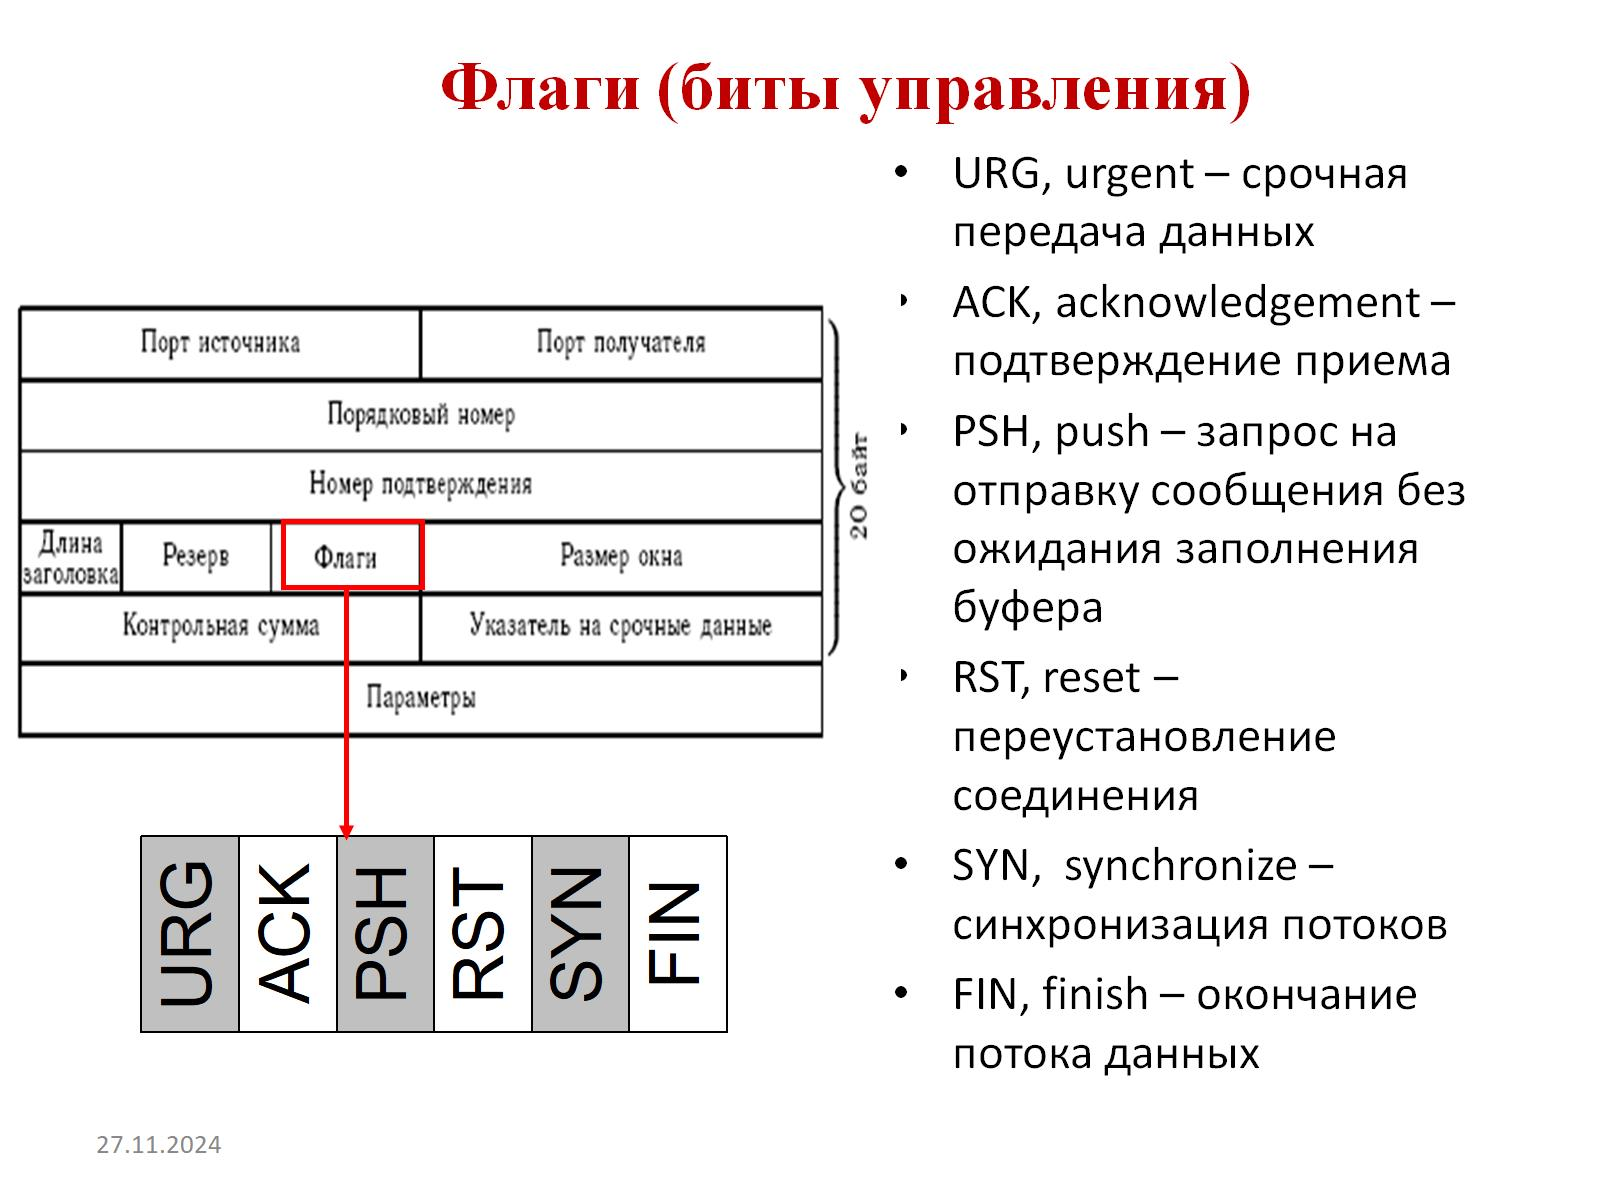 Флаги (биты управления)
Порт источника
Порт получателя
Порядковый номер
Номер подтверждения
Длина
заголовка
Резерв
Флаги
Размер окна
Контрольная сумма
Указатель на срочные данные
Параметры
20 байт
URG
ACK
PSH
RST
SYN
FIN
• URG, urgent – срочная
передача данных
• ACK, acknowledgement –
подтверждение приема
• PSH, push – запрос на
отправку сообщения без
ожидания заполнения
буфера
• RST, reset –
переустановление
соединения
• SYN,  synchronize –
синхронизация потоков
• FIN, finish – окончание
потока данных
27.11.2024